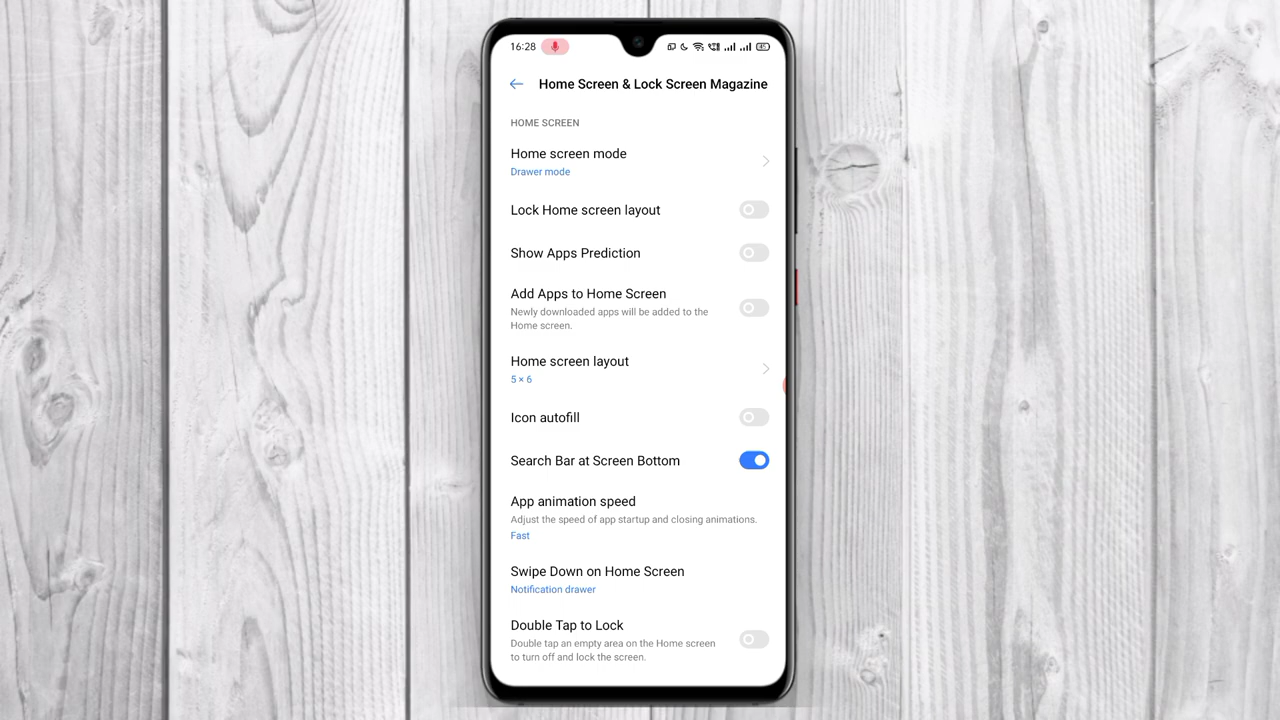 16:28
Home Screen & Lock Screen Magazine
HOME SCREEN
Home screen mode
Drawer mode
Lock Home screen layout
Show Apps Prediction
Add Apps to Home Screen
Newly downloaded apps will be added to the
Home screen.
Home screen layout
5 × 6
Icon autofill
Search Bar at Screen Bottom
App animation speed
Adjust the speed of app startup and closing animations.
Fast
Swipe Down on Home Screen
Notification drawer
Double Tap to Lock
Double tap an empty area on the Home screen
to turn off and lock the screen.